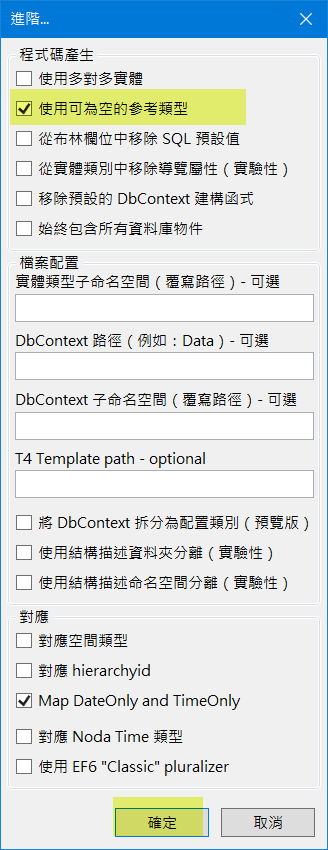 進階...
程式碼產生
使用多對多實體
使用可為空的參考類型
從布林欄位中移除 SQL 預設值
從實體類別中移除導覽屬性（實驗性）
移除預設的 DbContext 建構函式
始終包含所有資料庫物件
檔案配置
實體類型子命名空間（覆寫路徑）- 可選
DbContext 路徑（例如：Data）- 可選
DbContext 子命名空間（覆寫路徑）- 可選
T4 Template path - optional
將 DbContext 拆分為配置類別（預覽版）
使用結構描述資料夾分離（實驗性）
使用結構描述命名空間分離（實驗性）
對應
對應空間類型
對應 hierarchyid
Map DateOnly and TimeOnly
對應 Noda Time 類型
使用 EF6 "Classic" pluralizer
確定
取消